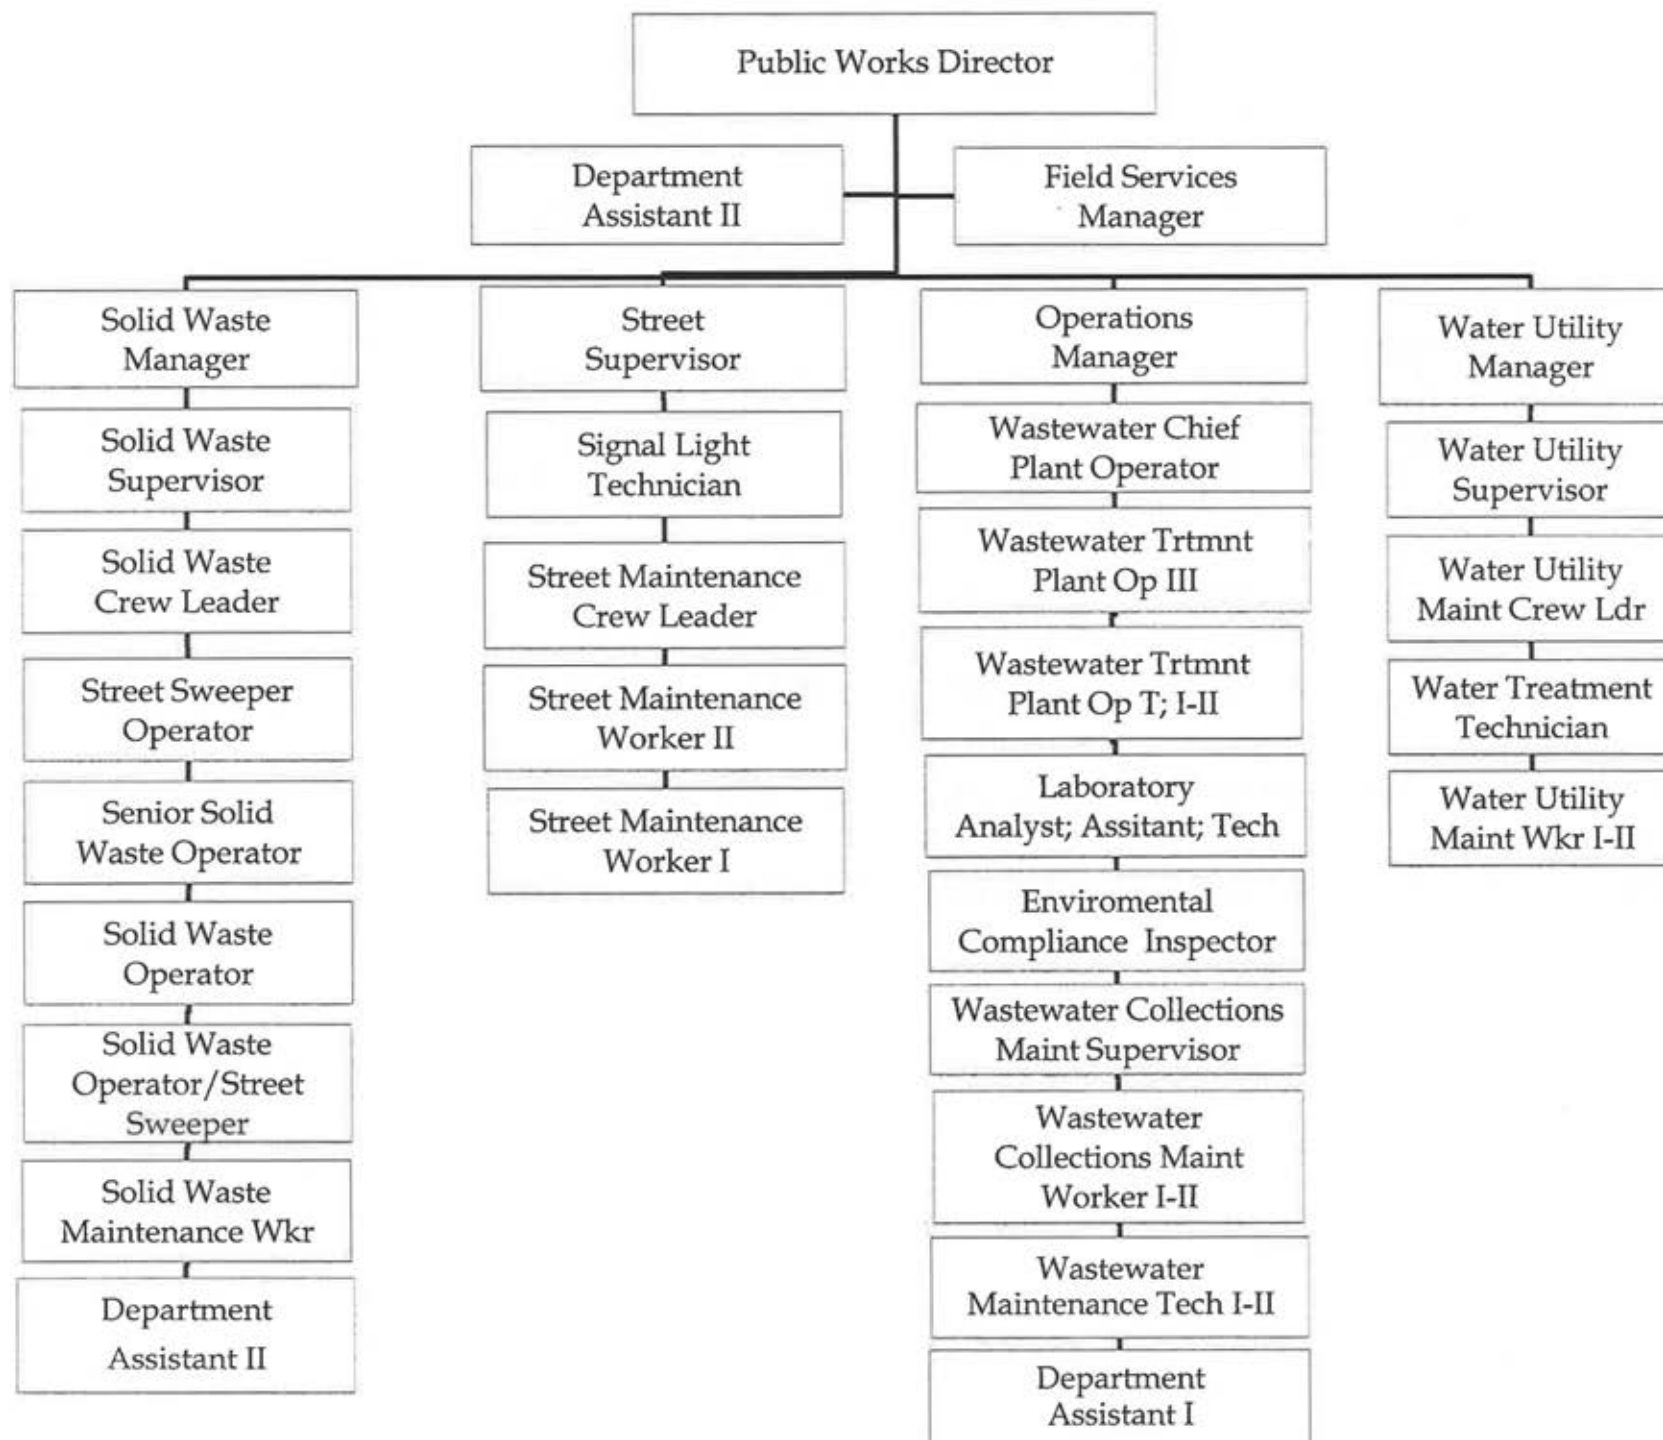 Public Works Director
Department
Assistant II
Field Services
Manager
Solid Waste
Manager
Solid Waste
Supervisor
Solid Waste
Crew Leader
Street Sweeper
Operator
Senior Solid
Waste Operator
Solid Waste
Operator
Solid Waste
Operator/Street
Sweeper
Solid Waste
Maintenance Wkr
Department
Assistant II
Street
Supervisor
Signal Light
Technician
Street Maintenance
Crew Leader
Street Maintenance
Worker II
Street Maintenance
Worker I
Operations
Manager
Wastewater Chief
Plant Operator
Wastewater Trtmnt
Plant Op III
Wastewater Trtmnt
Plant Op T; I-II
Laboratory
Analyst; Assitant; Tech
Enviromental
Compliance Inspector
Wastewater Collections
Maint Supervisor
Wastewater
Collections Maint
Worker I-II
Wastewater
Maintenance Tech I-II
Department
Assistant I
Water Utility
Manager
Water Utility
Supervisor
Water Utility
Maint Crew Ldr
Water Treatment
Technician
Water Utility
Maint Wkr I-II